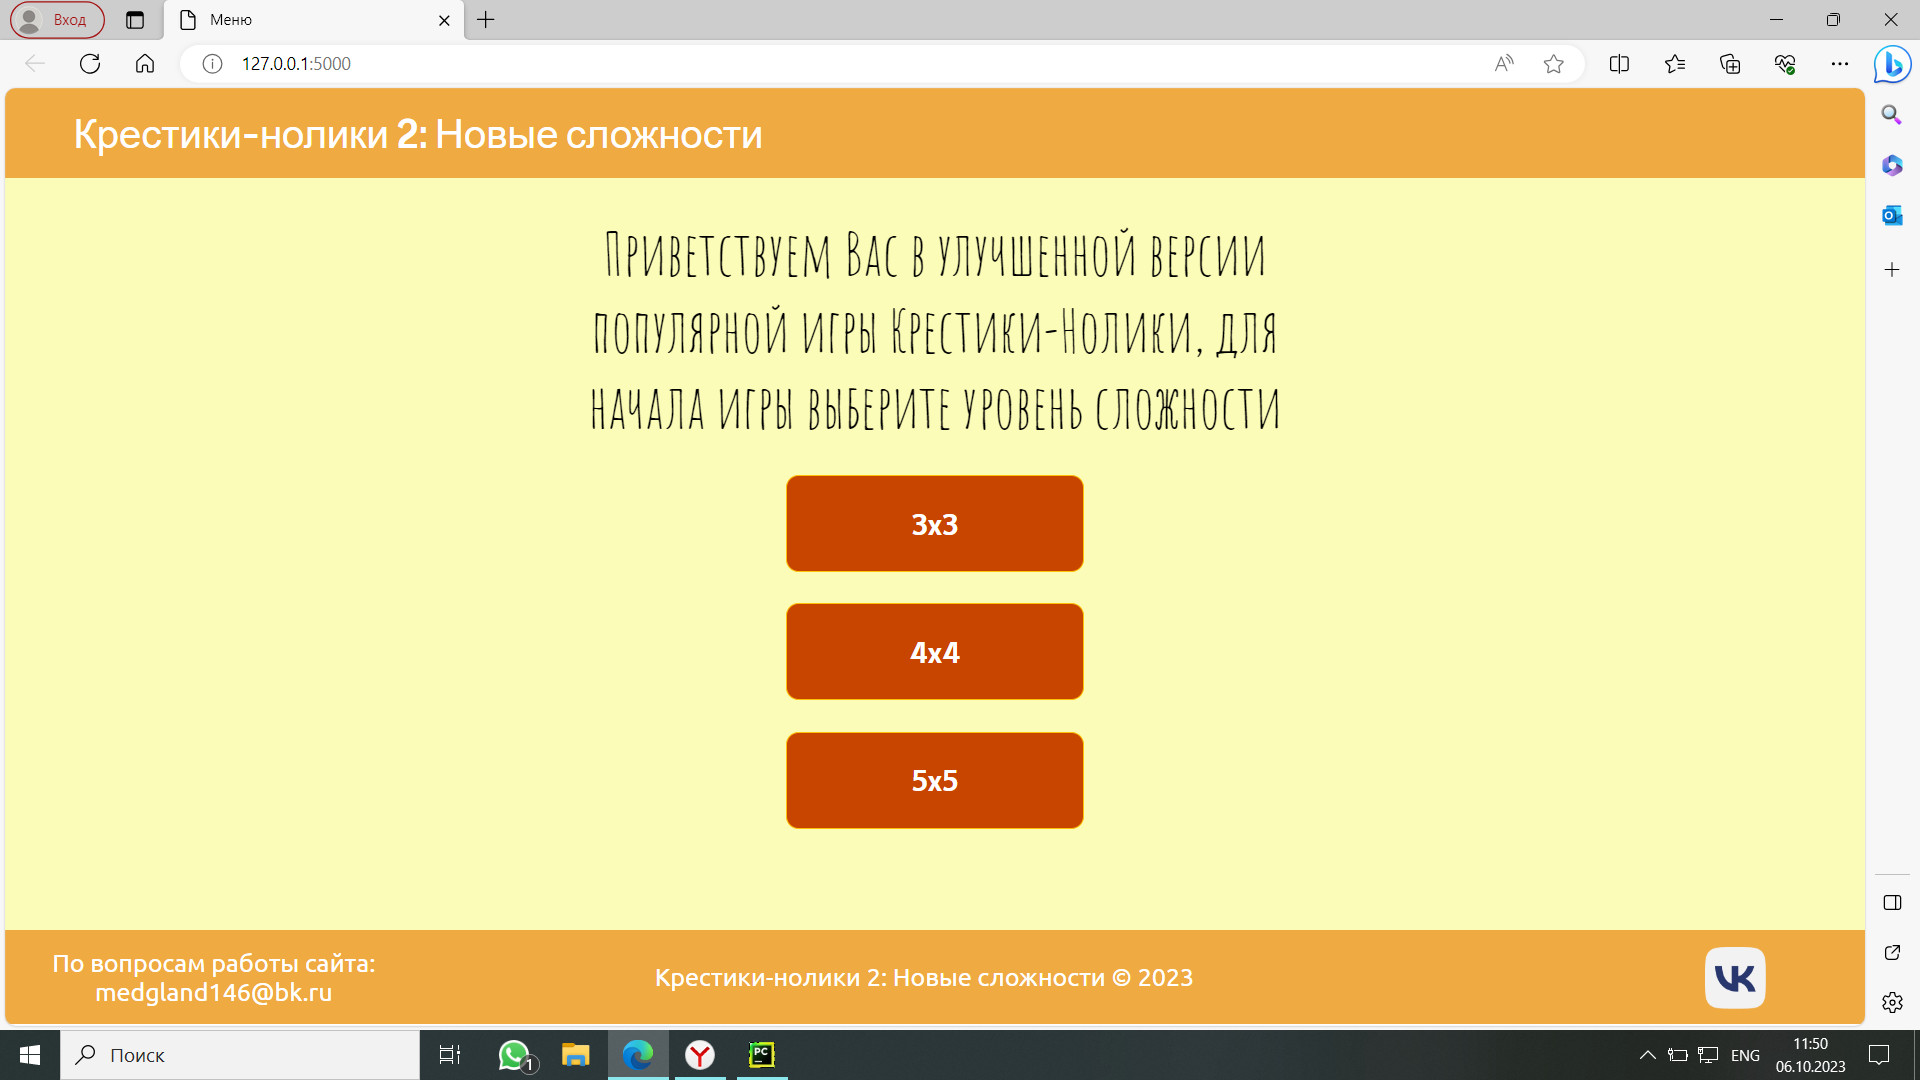 Вход
Меню
127.0.0.1:5000
Крестики-нолики 2: Новые сложности
Приветствуем Вас в улучшенной версии
популярной игры Крестики-Нолики, для
начала игры выберите уровень сложности
3x3
4x4
5x5
По вопросам работы сайта:
medgland146@bk.ru
Крестики-нолики 2: Новые сложности © 2023
Поиск
1
PC
ENG
11:50
06.10.2023